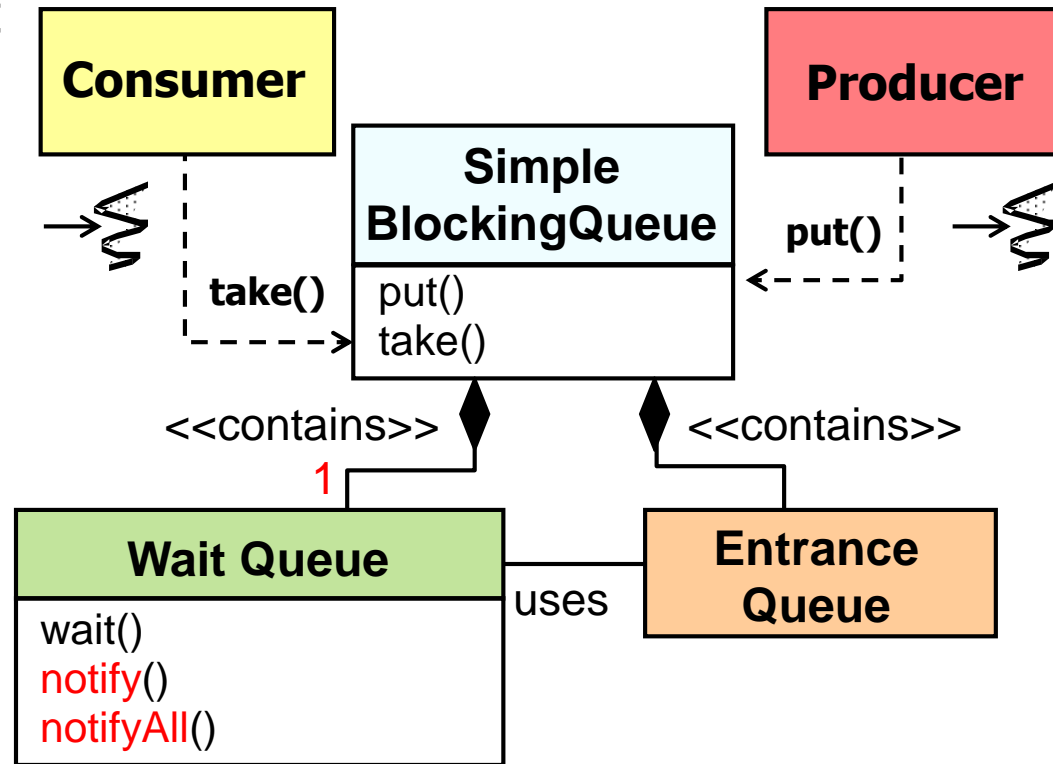 Consumer
Producer
Simple
BlockingQueue
put()
take()
put()
take()
<<contains>>
<<contains>>
1
Wait Queue
Entrance
Queue
uses
wait()
notify()
notifyAll()